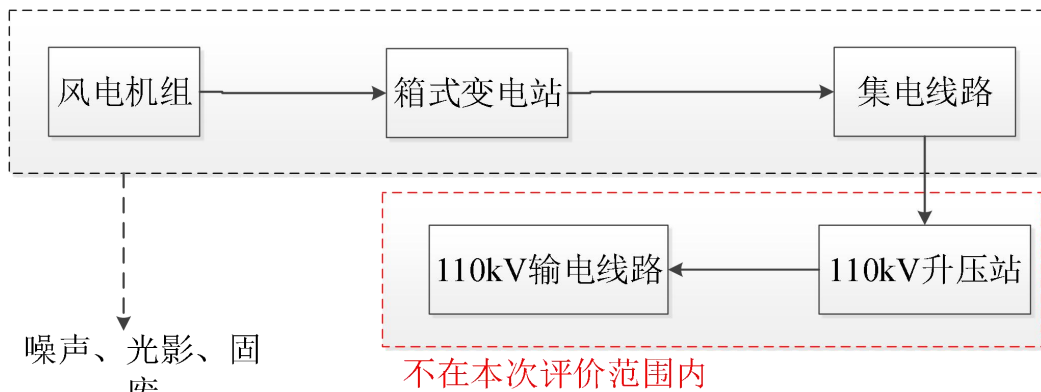 风电机组
箱式变电站
集电线路
110kV输电线路
110kV升压站
噪声、光影、固
废
不在本次评价范围内